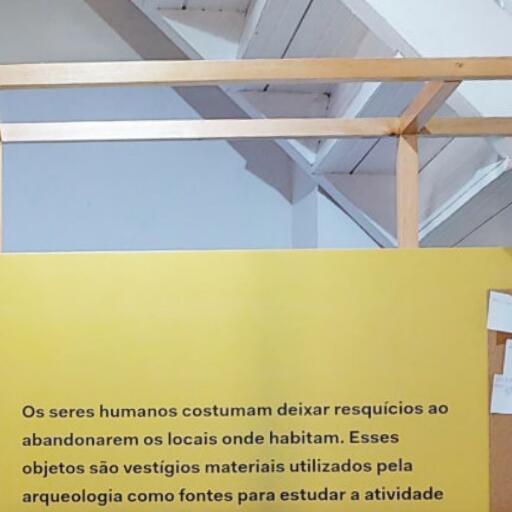 Os seres humanos costumam deixar resquícios ao
abandonarem os locais onde habitam. Esses
objetos são vestígios materiais utilizados pela
arqueologia como fontes para estudar a atividade